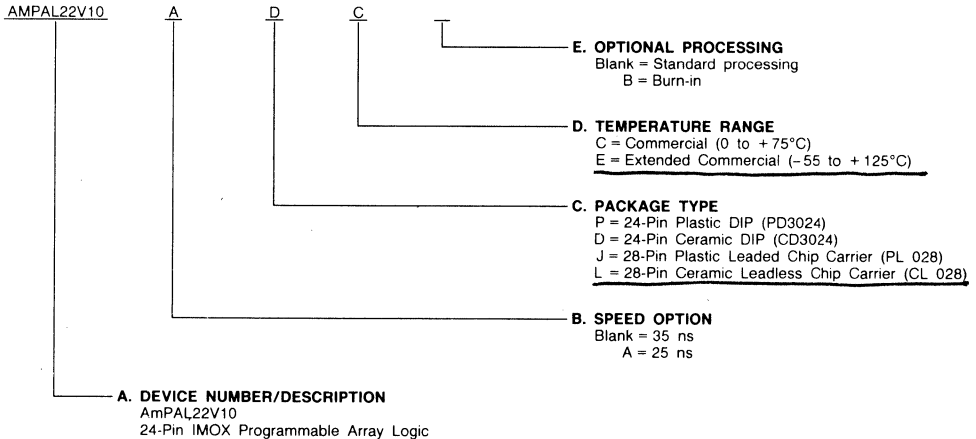 AMPAL22V10 A D C _
E. OPTIONAL PROCESSING
Blank = Standard processing
B = Burn-in
D. TEMPERATURE RANGE
C = Commercial (0 to +75°C)
E = Extended Commercial (-55 to +125°C)
C. PACKAGE TYPE
P = 24-Pin Plastic DIP (PD3024)
D = 24-Pin Ceramic DIP (CD3024)
J = 28-Pin Plastic Leaded Chip Carrier (PL 028)
L = 28-Pin Ceramic Leadless Chip Carrier (CL 028)
B. SPEED OPTION
Blank = 35 ns
A = 25 ns
A. DEVICE NUMBER/DESCRIPTION
AmPAL22V10
24-Pin IMOX Programmable Array Logic